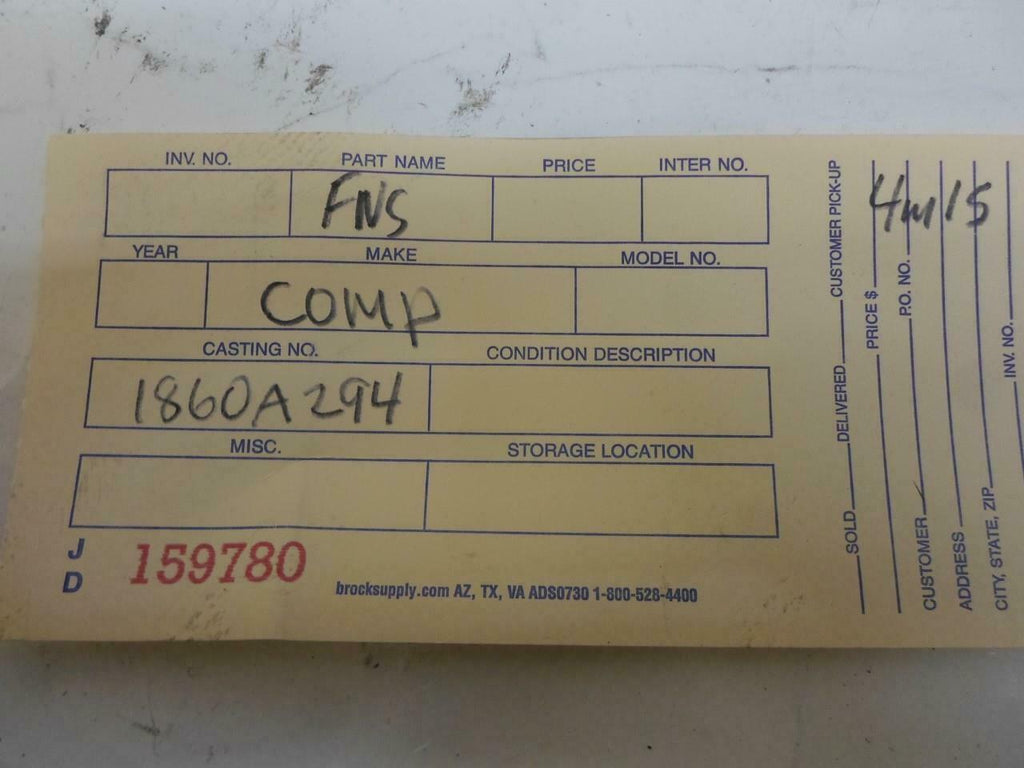 INV. NO. PART NAME PRICE INTER NO.
FNS
YEAR MAKE MODEL NO.
COMP
CASTING NO. CONDITION DESCRIPTION
1860A294
MISC. STORAGE LOCATION
J
D
159780
brocksupply.com AZ, TX, VA ADS0730 1-800-528-4400
SOLD DELIVERED CUSTOMER PICK-UP
PRICE $
CUSTOMER P.O. NO.
ADDRESS
CITY, STATE, ZIP
INV. NO.